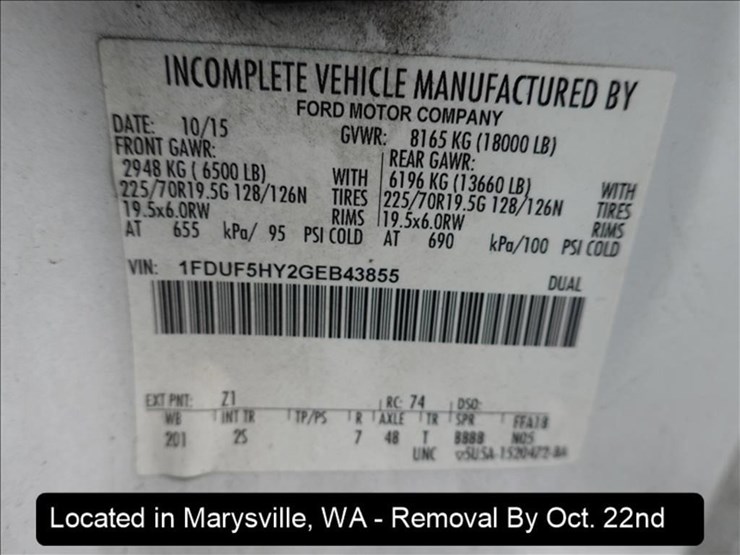 INCOMPLETE VEHICLE MANUFACTURED BY
FORD MOTOR COMPANY
DATE: 10/15 GVWR: 8165 KG (18000 LB)
FRONT GAWR: REAR GAWR:
2948 KG ( 6500 LB) WITH 6196 KG (13660 LB) WITH
225/70R19.5G 128/126N TIRES 225/70R19.5G 128/126N TIRES
19.5x6.0RW RIMS 19.5x6.0RW RIMS
AT 655 kPa/ 95 PSI COLD AT 690 kPa/100 PSI COLD
VIN: 1FDUF5HY2GEB43855 DUAL
EXT PNT: Z1 RC: 74 DSO:
WB INT TR TP/PS R AXLE TR SPR
201 2S 7 48 T 8888
UNC
Located in Marysville, WA - Removal By Oct. 22nd